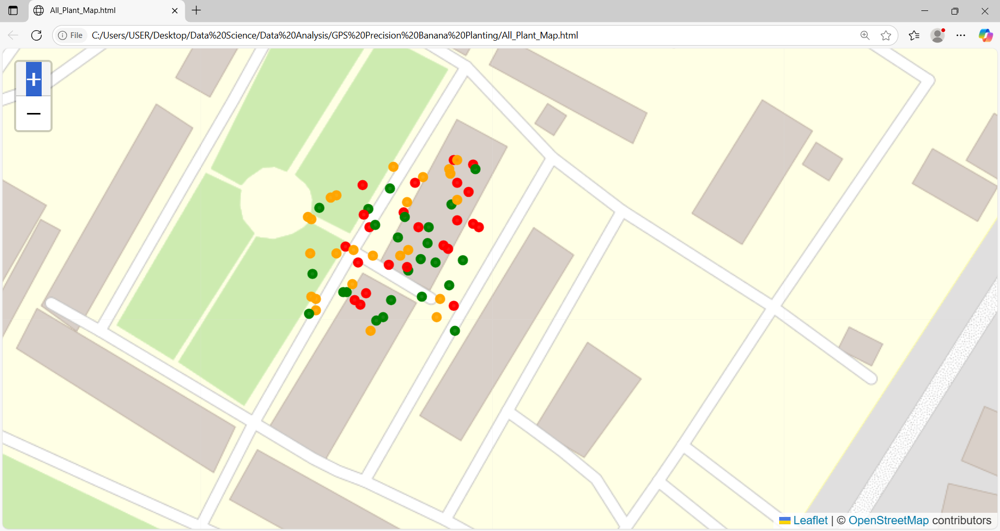 All_Plant_Map.html
File
C:/Users/USER/Desktop/Data%20Science/Data%20Analysis/GPS%20Precision%20Banana%20Planting/All_Plant_Map.html
+
−
Leaflet | © OpenStreetMap contributors